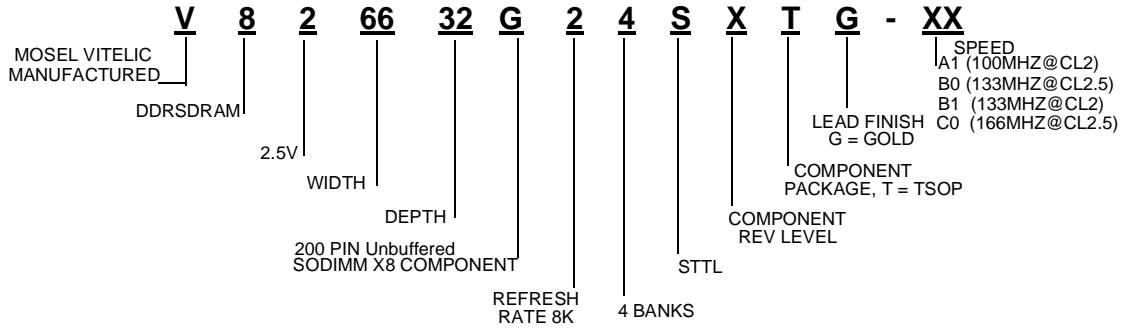 V 8 2 66 32 G 2 4 S X T G - XX
MOSEL VITELIC
MANUFACTURED
DDRSDRAM
2.5V
WIDTH
DEPTH
200 PIN Unbuffered
SODIMM X8 COMPONENT
REFRESH
RATE 8K
4 BANKS
STTL
COMPONENT
REV LEVEL
COMPONENT
PACKAGE, T = TSOP
LEAD FINISH
G = GOLD
SPEED
A1 (100MHZ@CL2)
B0 (133MHZ@CL2.5)
B1 (133MHZ@CL2)
C0 (166MHZ@CL2.5)